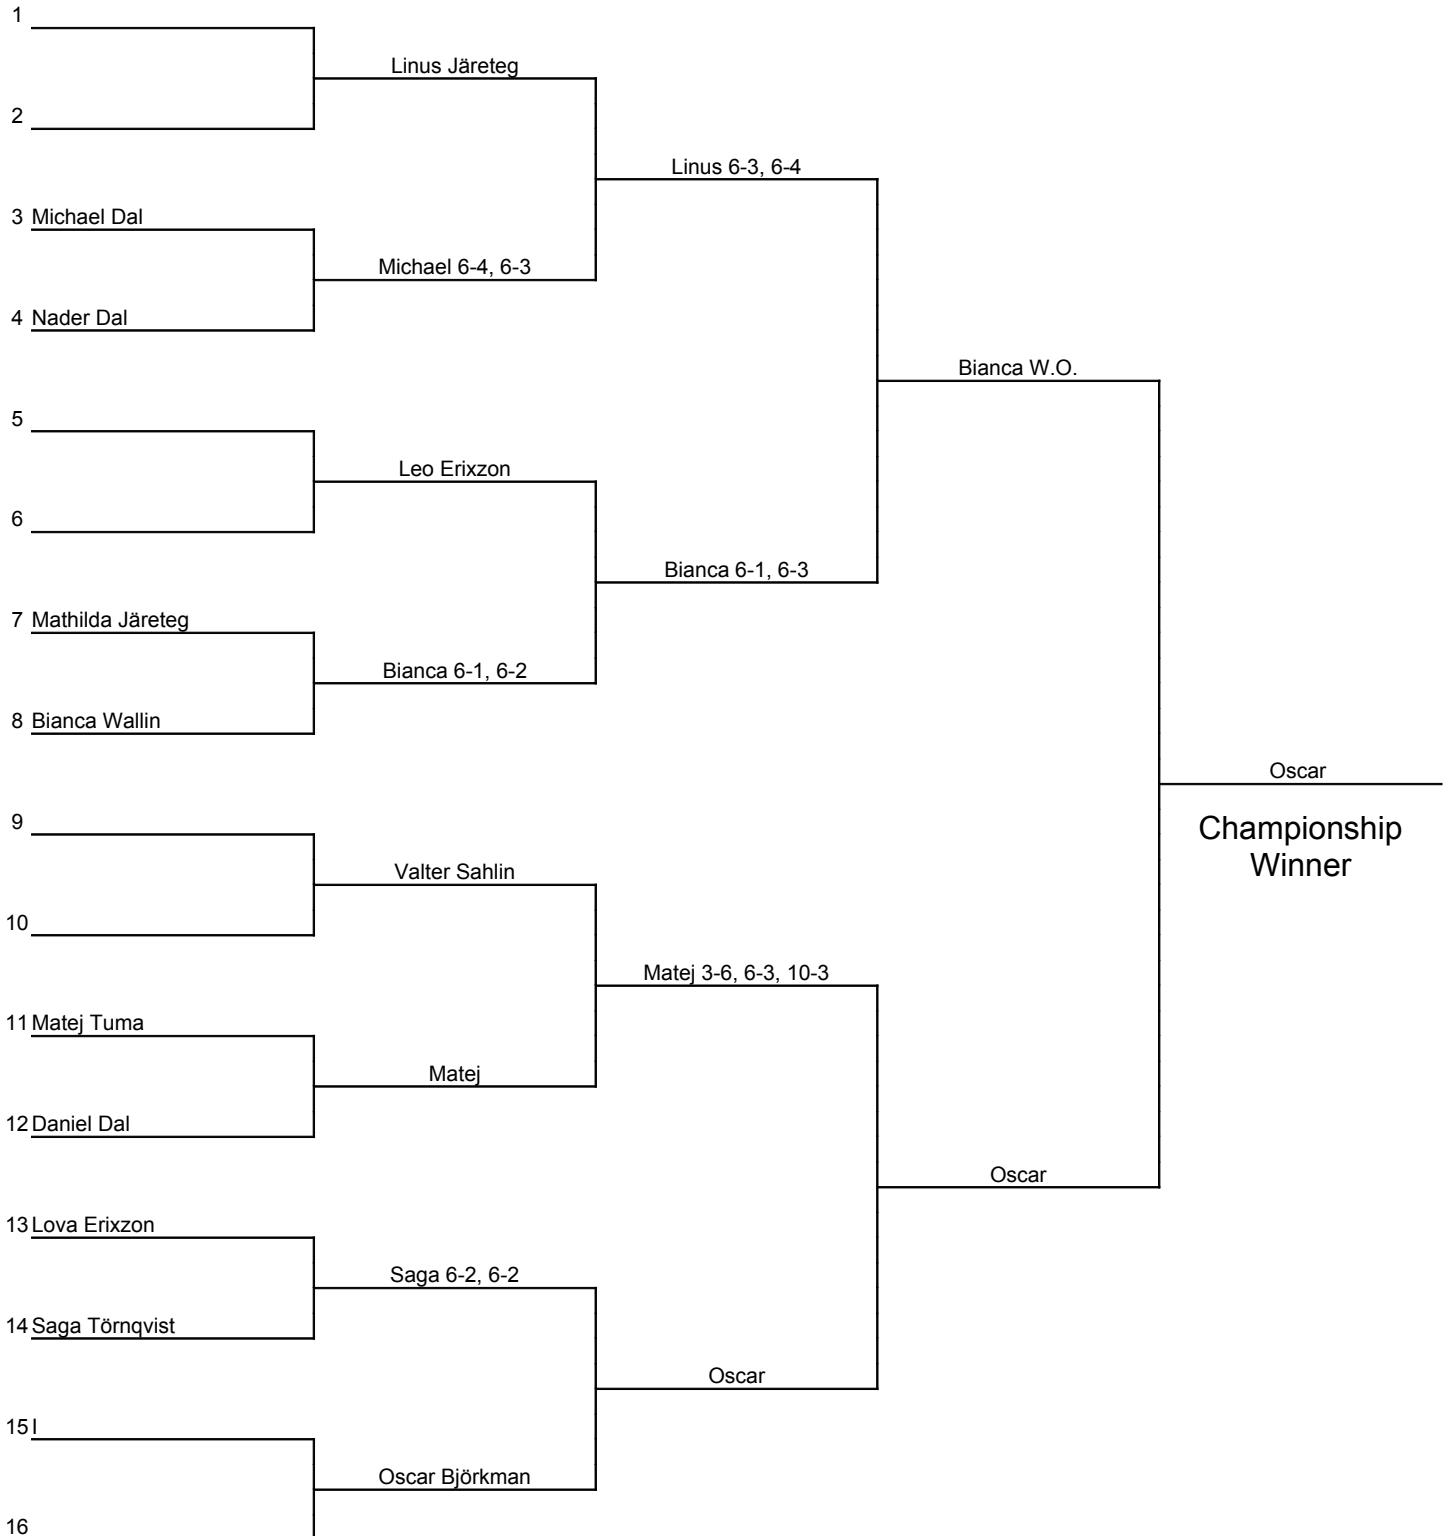 1
Linus Järeteg
2
Linus 6-3, 6-4
3 Michael Dal
Michael 6-4, 6-3
4 Nader Dal
Bianca W.O.
5
Leo Erixzon
6
Bianca 6-1, 6-3
7 Mathilda Järeteg
Bianca 6-1, 6-2
8 Bianca Wallin
Oscar
Championship
Winner
9
Valter Sahlin
10
Matej 3-6, 6-3, 10-3
11 Matej Tuma
Matej
12 Daniel Dal
Oscar
13 Lova Erixzon
Saga 6-2, 6-2
14 Saga Törnqvist
Oscar
15 I
Oscar Björkman
16